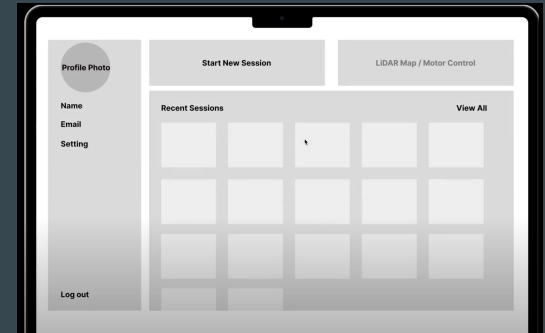 Profile Photo
Name
Email
Setting
Log out
Start New Session
LiDAR Map / Motor Control
Recent Sessions
View All